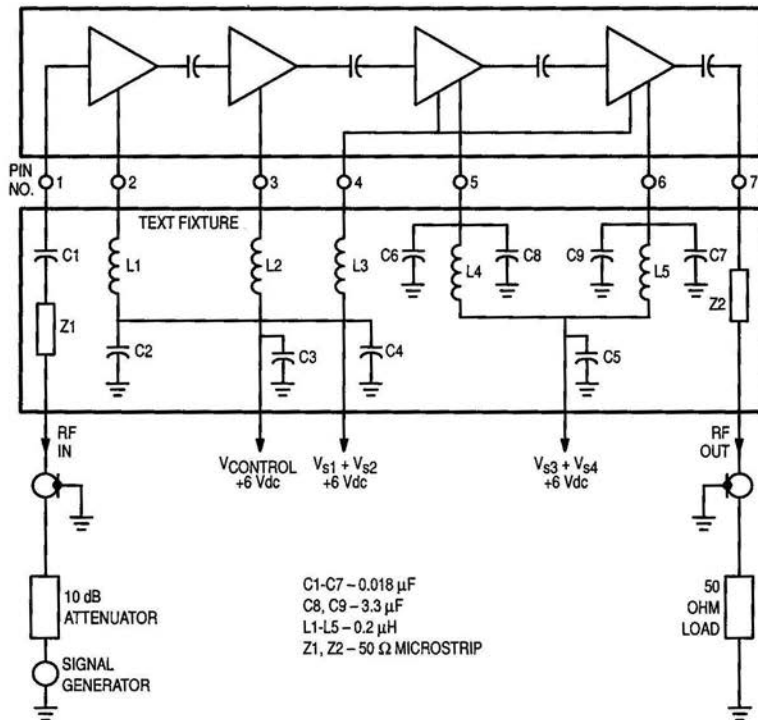 PIN
NO. 1 2 3 4 5 6 7
TEXT FIXTURE
C1 L1 L2 L3 C6 L4 C8 C9 L5 C7
Z1 Z2
C2 C3 C4 C5
RF
IN
VCONTROL
+6 Vdc
Vs1 + Vs2
+6 Vdc
Vs3 + Vs4
+6 Vdc
RF
OUT
10 dB
ATTENUATOR
SIGNAL
GENERATOR
C1-C7 – 0.018 µF
C8, C9 – 3.3 µF
L1-L5 – 0.2 µH
Z1, Z2 – 50 Ω MICROSTRIP
50
OHM
LOAD